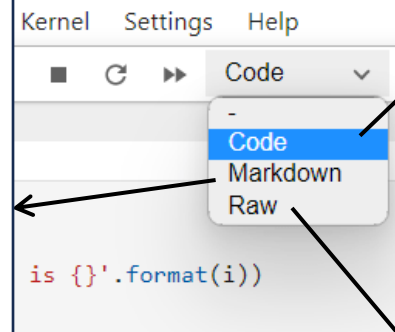 Kernel Settings Help
Code
-
Code
Markdown
Raw
is {}'.format(i))